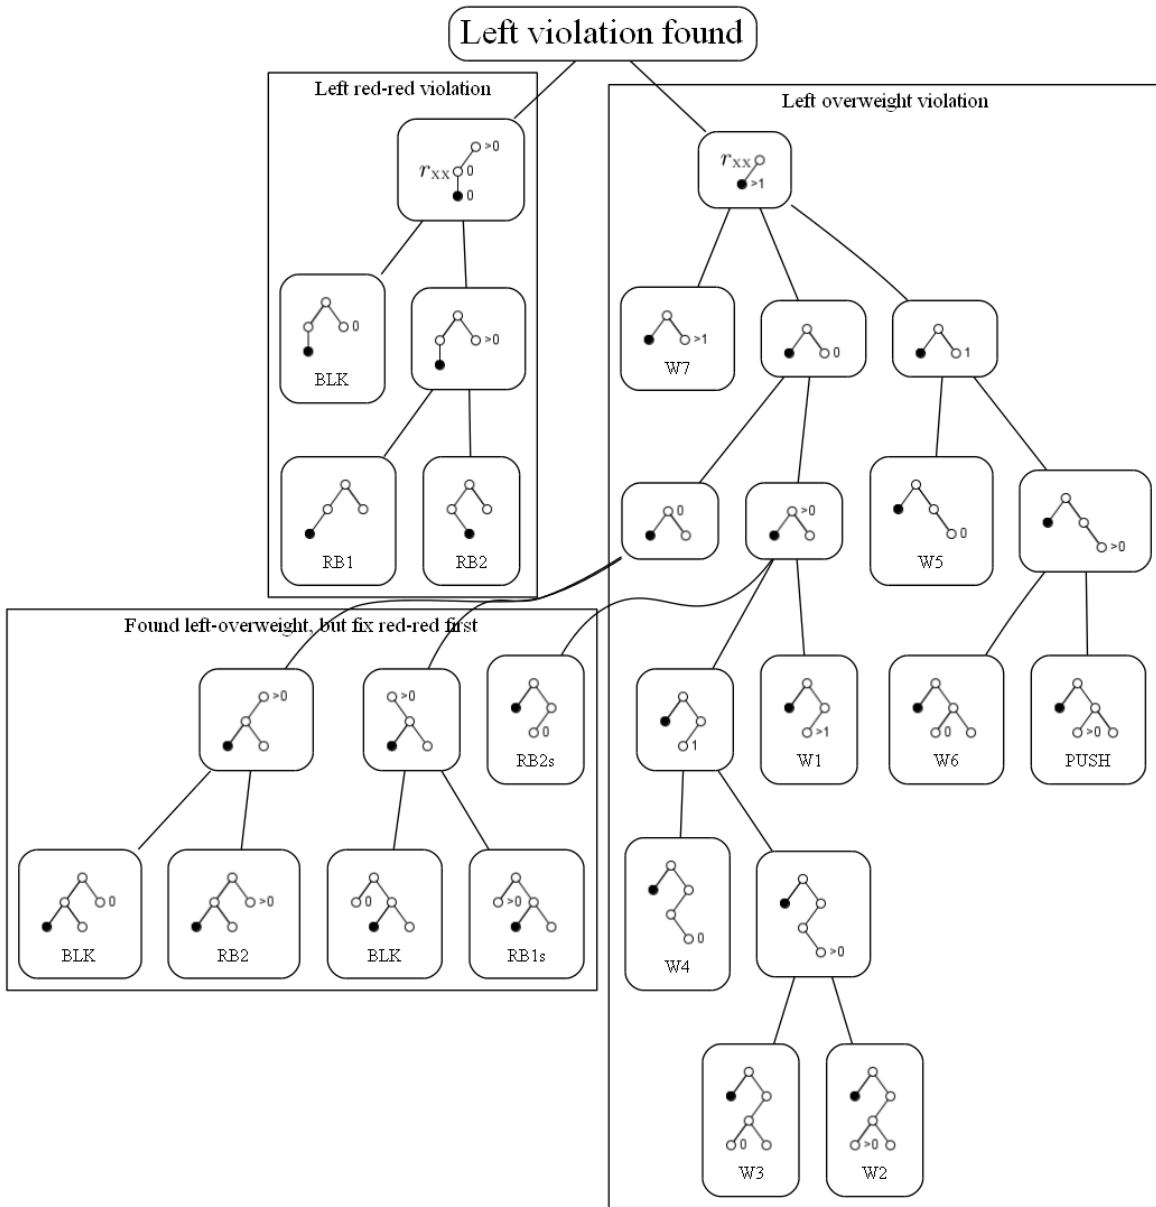 Left violation found
Left red-red violation
Left overweight violation
>0
r_xx 0
0
r_xx
>1
0
BLK
>0
>1
W7
0
1
RB1
RB2
0
>0
0
W5
>0
Found left-overweight, but fix red-red first
>0
>0
0
RB2s
1
>1
W1
0
W6
>0
PUSH
0
BLK
>0
RB2
0
BLK
>0
RB1s
0
W4
>0
0
W3
>0
W2